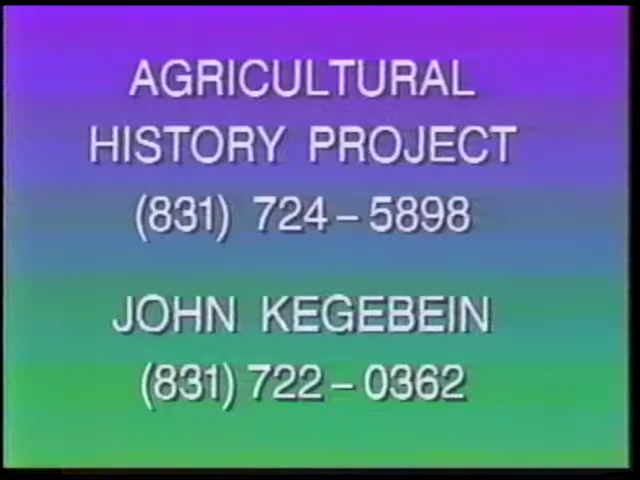 AGRICULTURAL
HISTORY PROJECT
(831) 724-5898
JOHN KEGEBEIN
(831) 722-0362